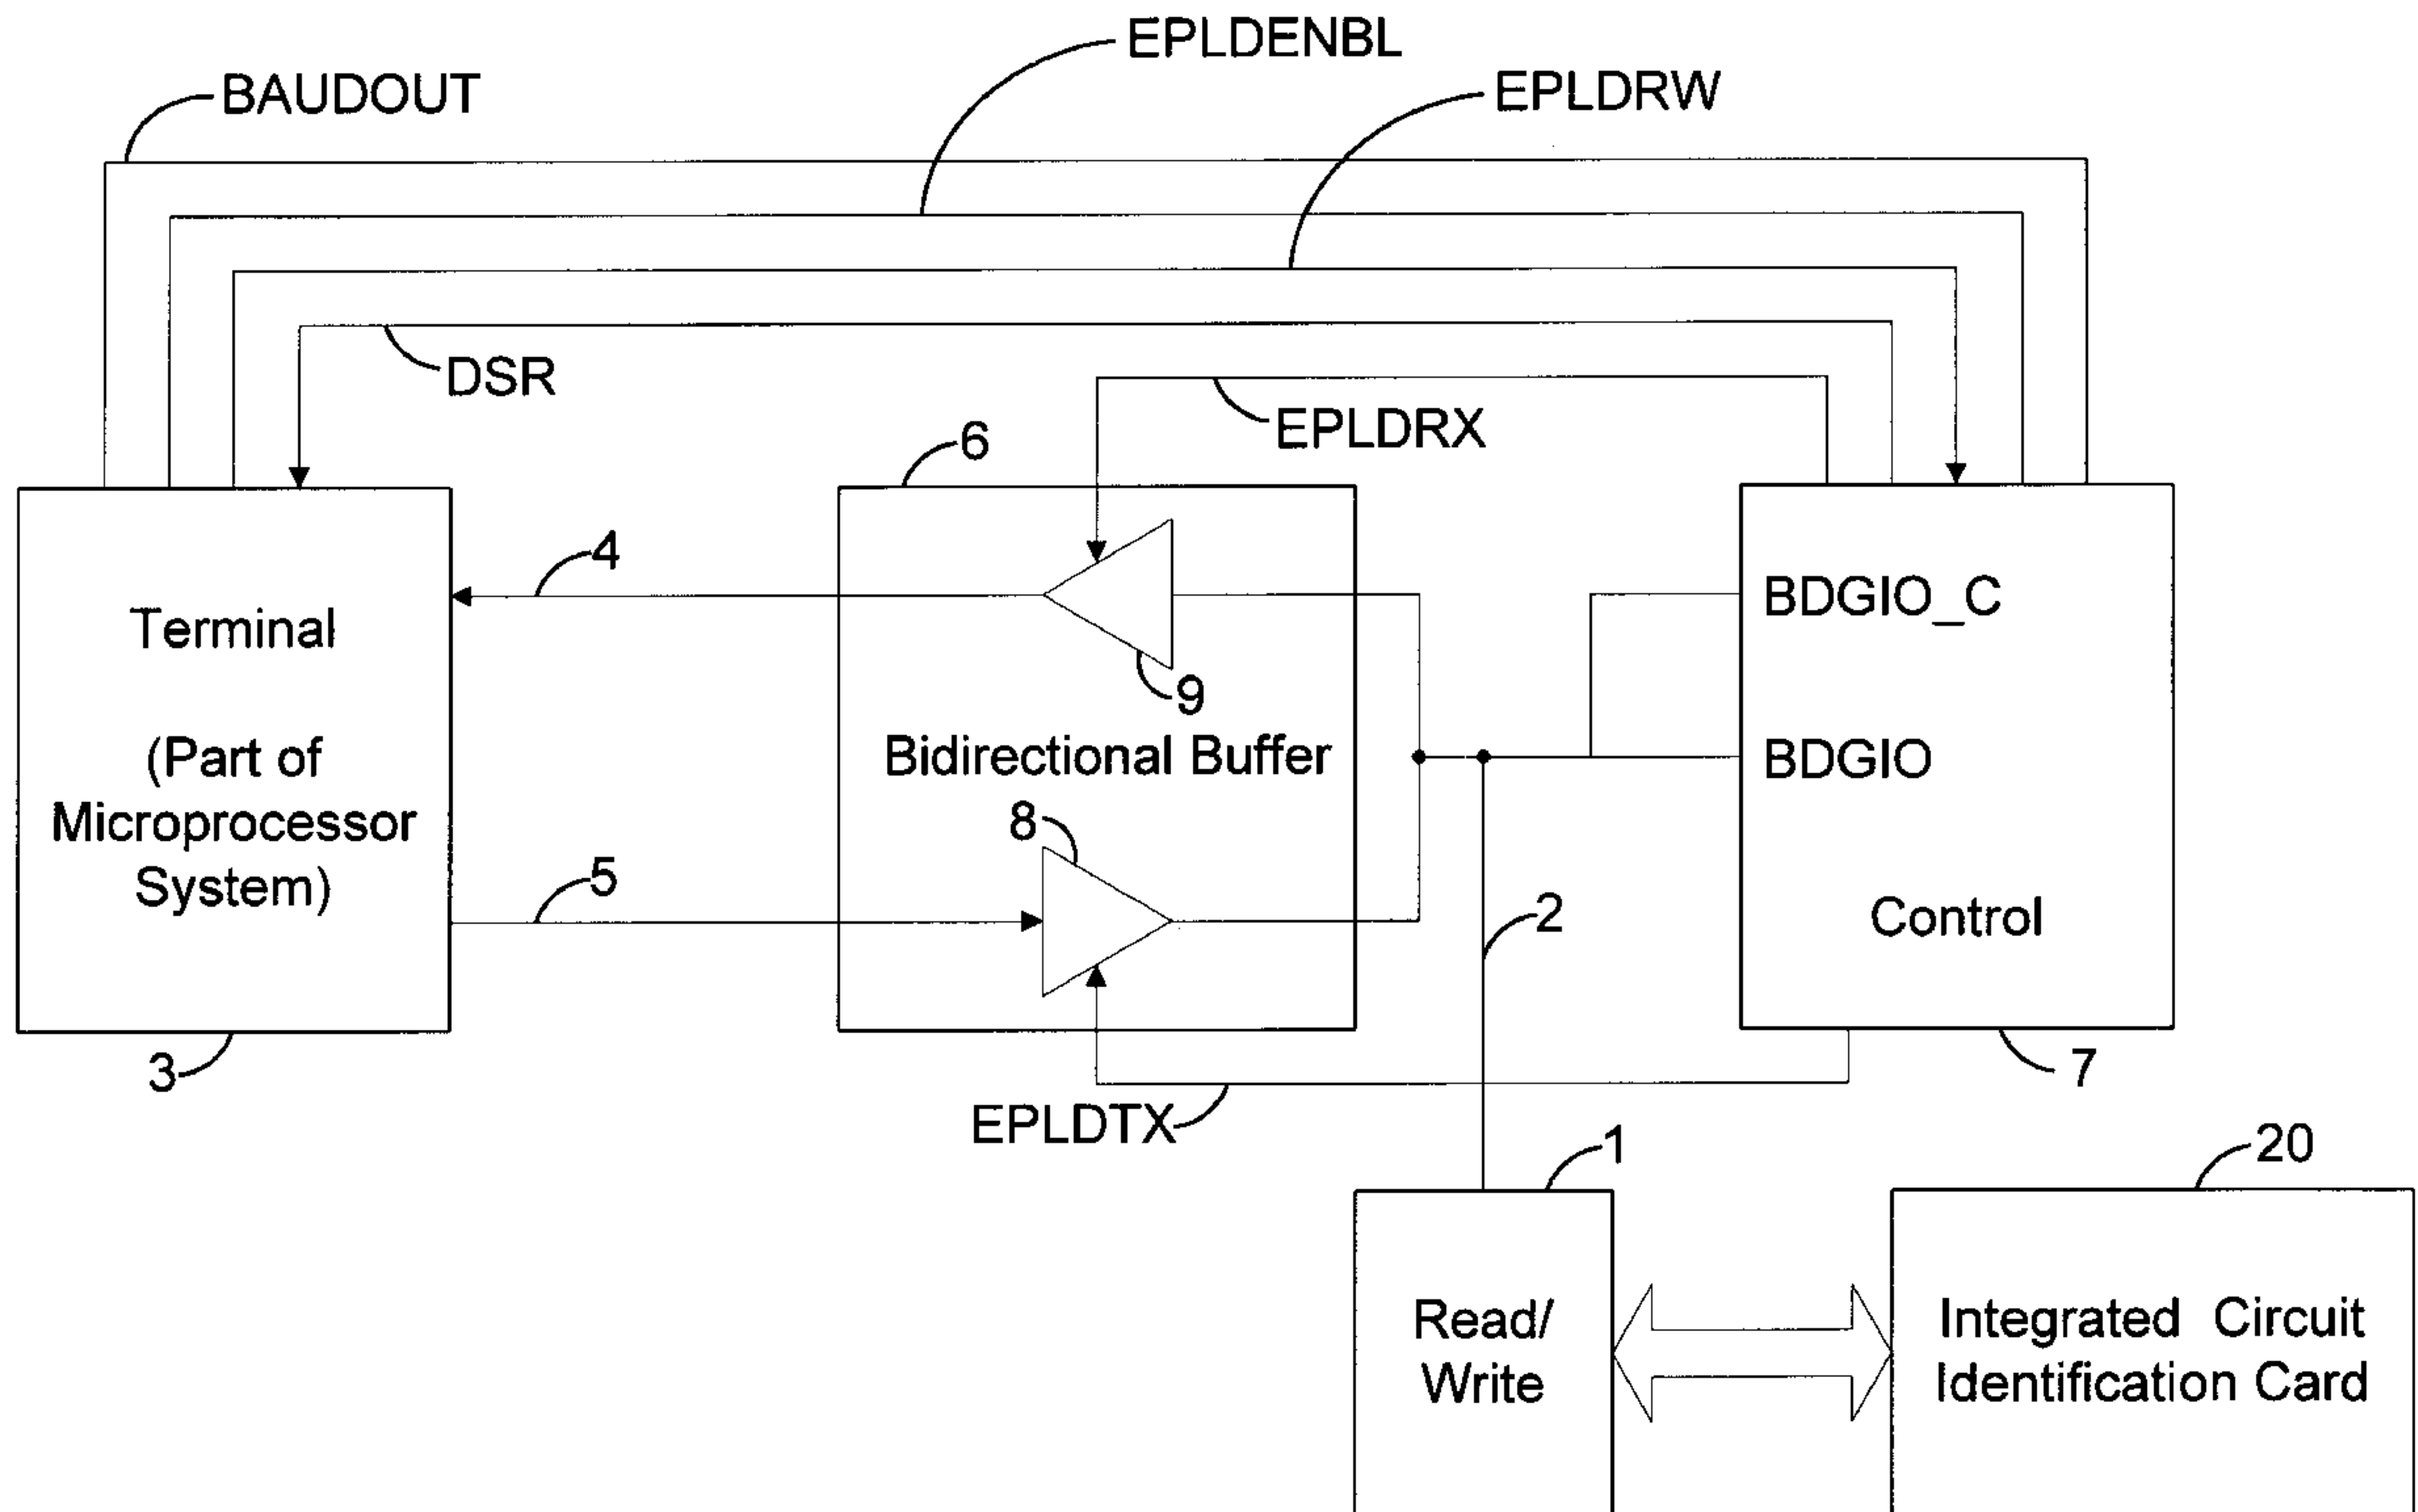 EPLDENBL
BAUDOUT
EPLDRW
DSR
EPLDRX
6
4
9
Terminal
(Part of
Microprocessor
System)
Bidirectional Buffer
8
5
BDGIO_C
BDGIO
Control
2
3
7
EPLDTX
1
20
Read/
Write
Integrated Circuit
Identification Card